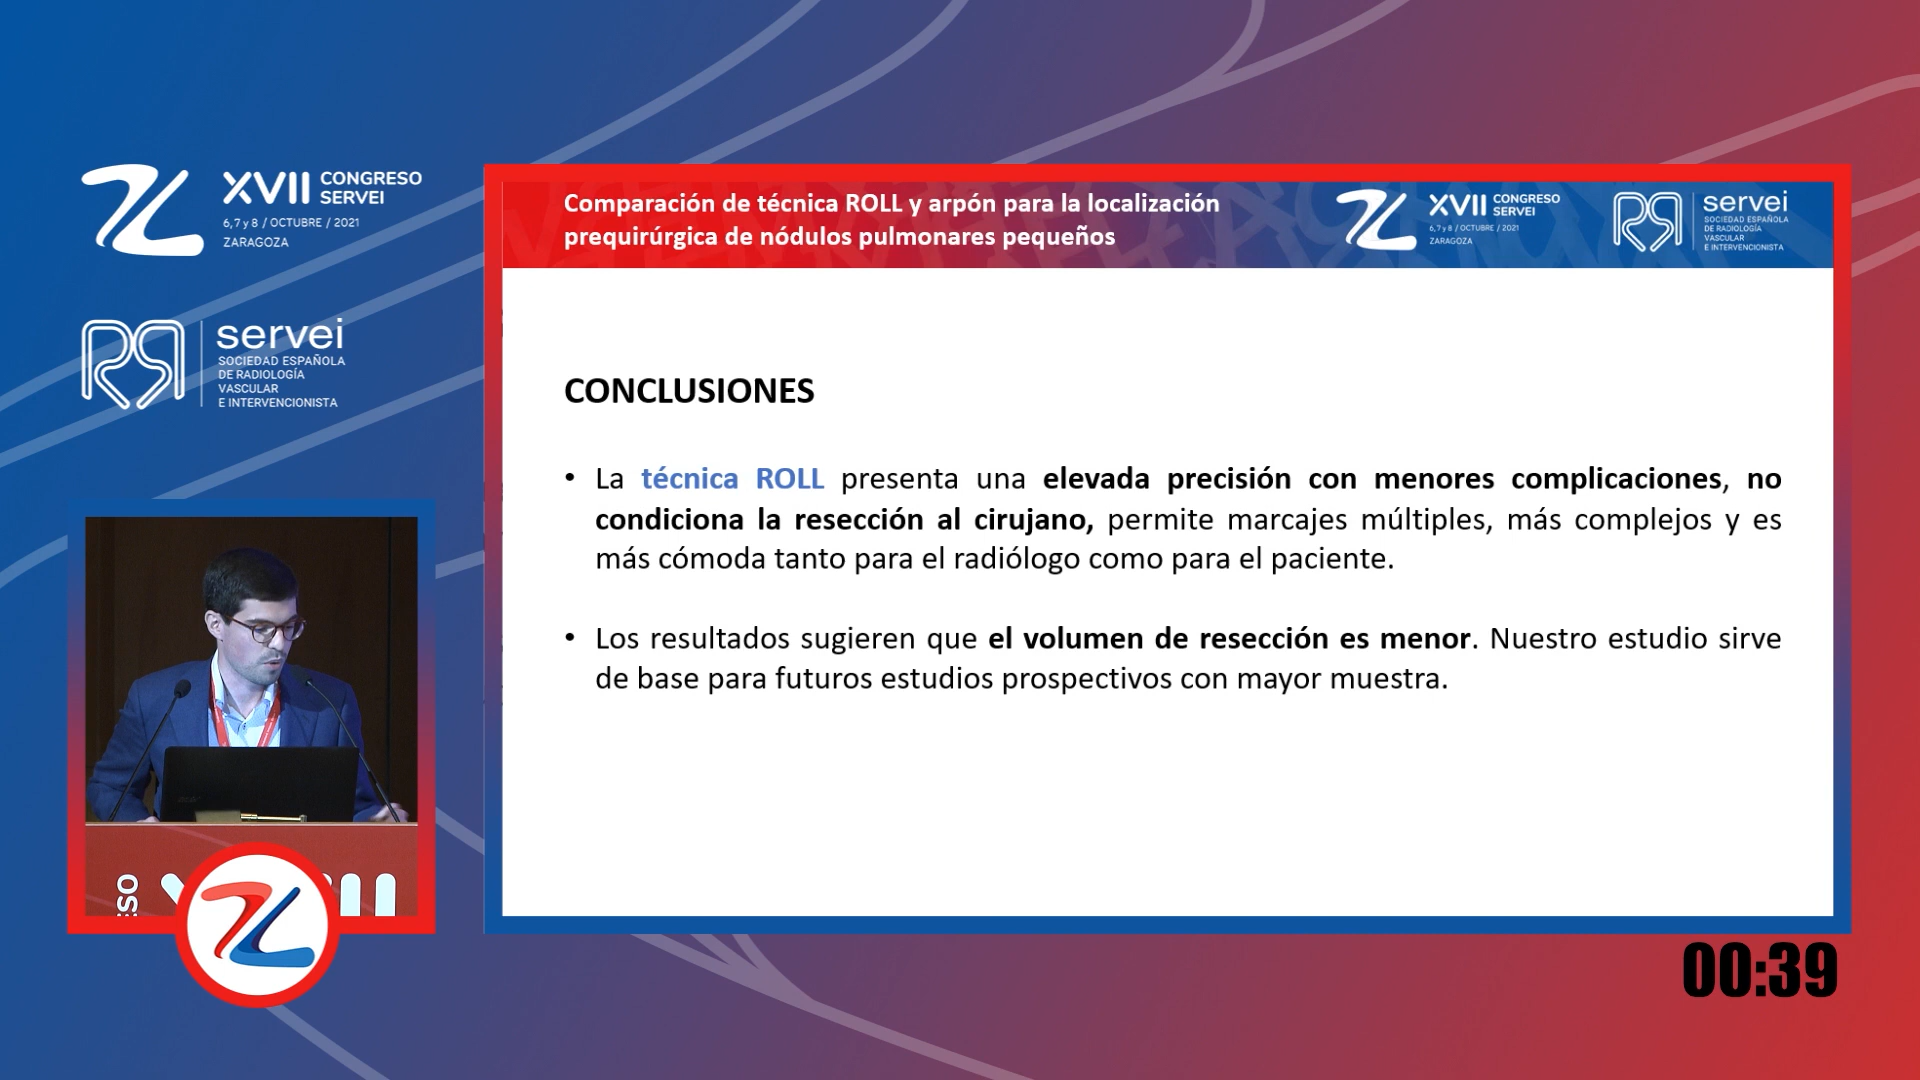 XVII CONGRESO
SERVEI
6, 7 y 8 / OCTUBRE / 2021
ZARAGOZA
servei
SOCIEDAD ESPAÑOLA
DE RADIOLOGÍA
VASCULAR
E INTERVENCIONISTA
Comparación de técnica ROLL y arpón para la localización
prequirúrgica de nódulos pulmonares pequeños
XVII CONGRESO
SERVEI
6, 7 y 8 / OCTUBRE / 2021
ZARAGOZA
servei
SOCIEDAD ESPAÑOLA
DE RADIOLOGÍA
VASCULAR
E INTERVENCIONISTA
CONCLUSIONES
• La técnica ROLL presenta una elevada precisión con menores complicaciones, no
condiciona la resección al cirujano, permite marcajes múltiples, más complejos y es
más cómoda tanto para el radiólogo como para el paciente.
• Los resultados sugieren que el volumen de resección es menor. Nuestro estudio sirve
de base para futuros estudios prospectivos con mayor muestra.
00:39